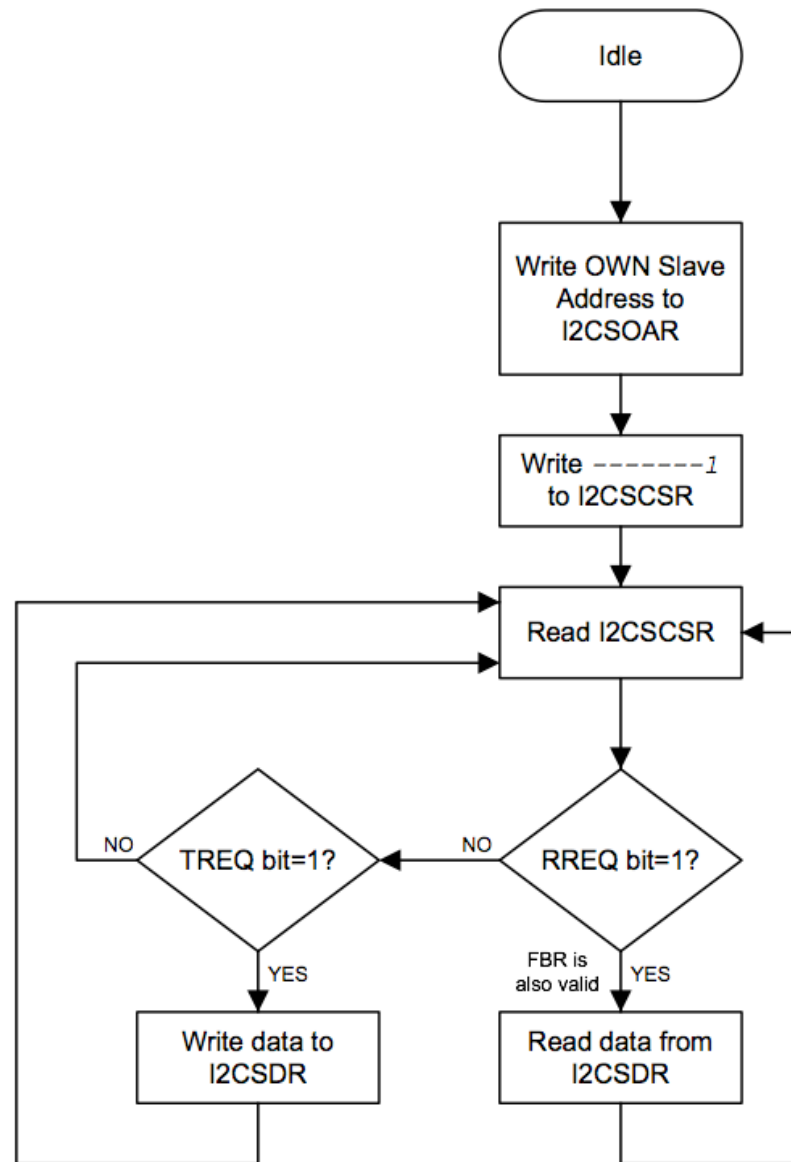 Idle
Write OWN Slave
Address to
I2CSOAR
Write -------1
to I2CSCSR
Read I2CSCSR
NO
TREQ bit=1?
NO
RREQ bit=1?
YES
FBR is
also valid
YES
Write data to
I2CSDR
Read data from
I2CSDR